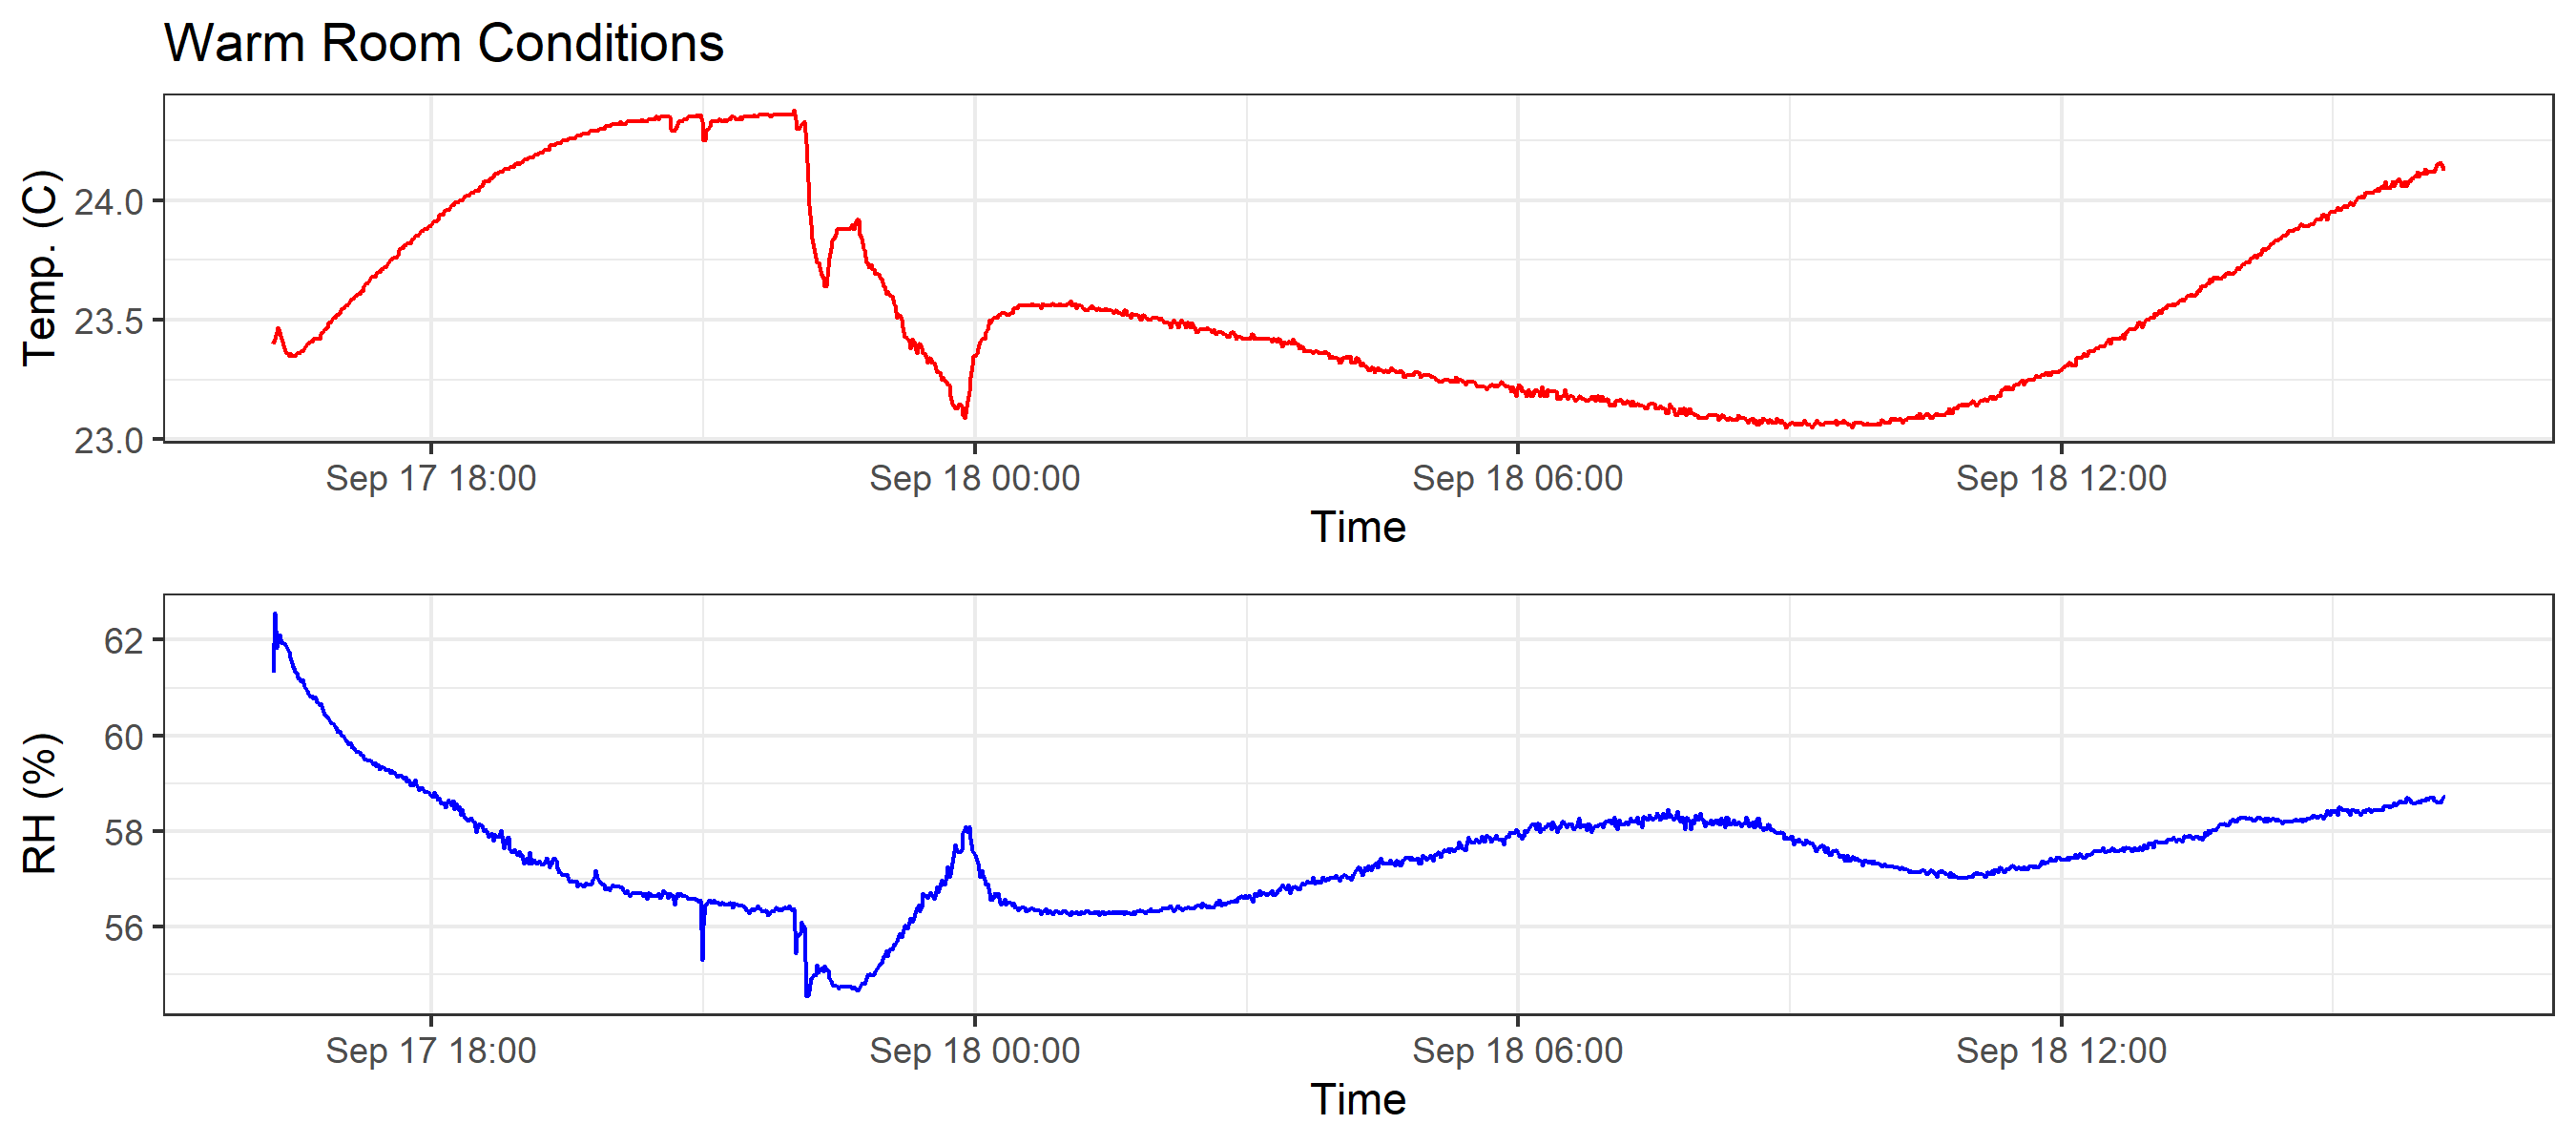 Warm Room Conditions
Temp. (C)
24.0
23.5
23.0
Sep 17 18:00 Sep 18 00:00 Sep 18 06:00 Sep 18 12:00
Time
RH (%)
62
60
58
56
Sep 17 18:00 Sep 18 00:00 Sep 18 06:00 Sep 18 12:00
Time